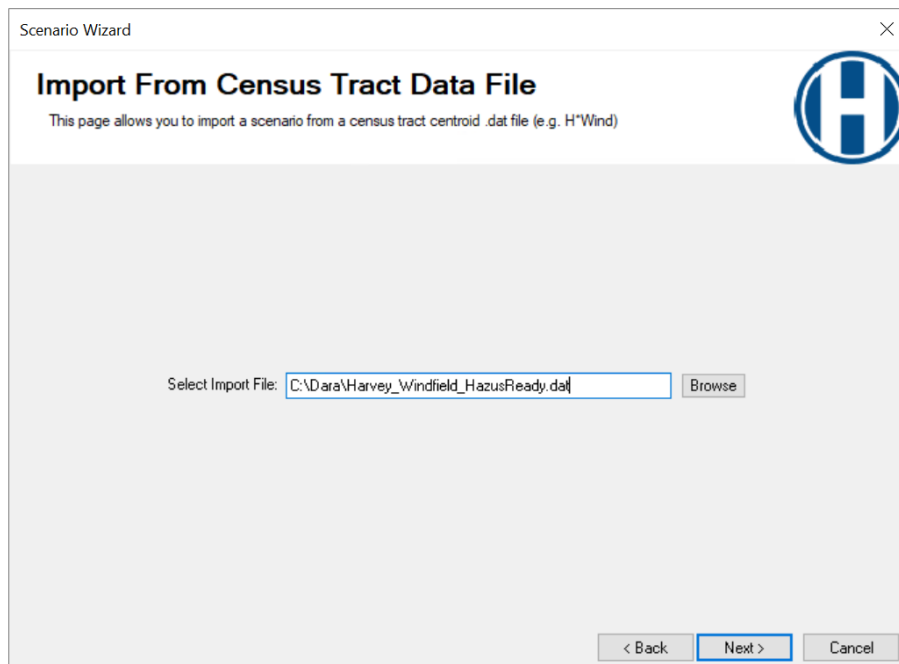 Scenario Wizard
Import From Census Tract Data File
This page allows you to import a scenario from a census tract centroid .dat file (e.g. H*Wind)
H
Select Import File: C:\Dara\Harvey_Windfield_HazusReady.dat Browse
< Back Next > Cancel